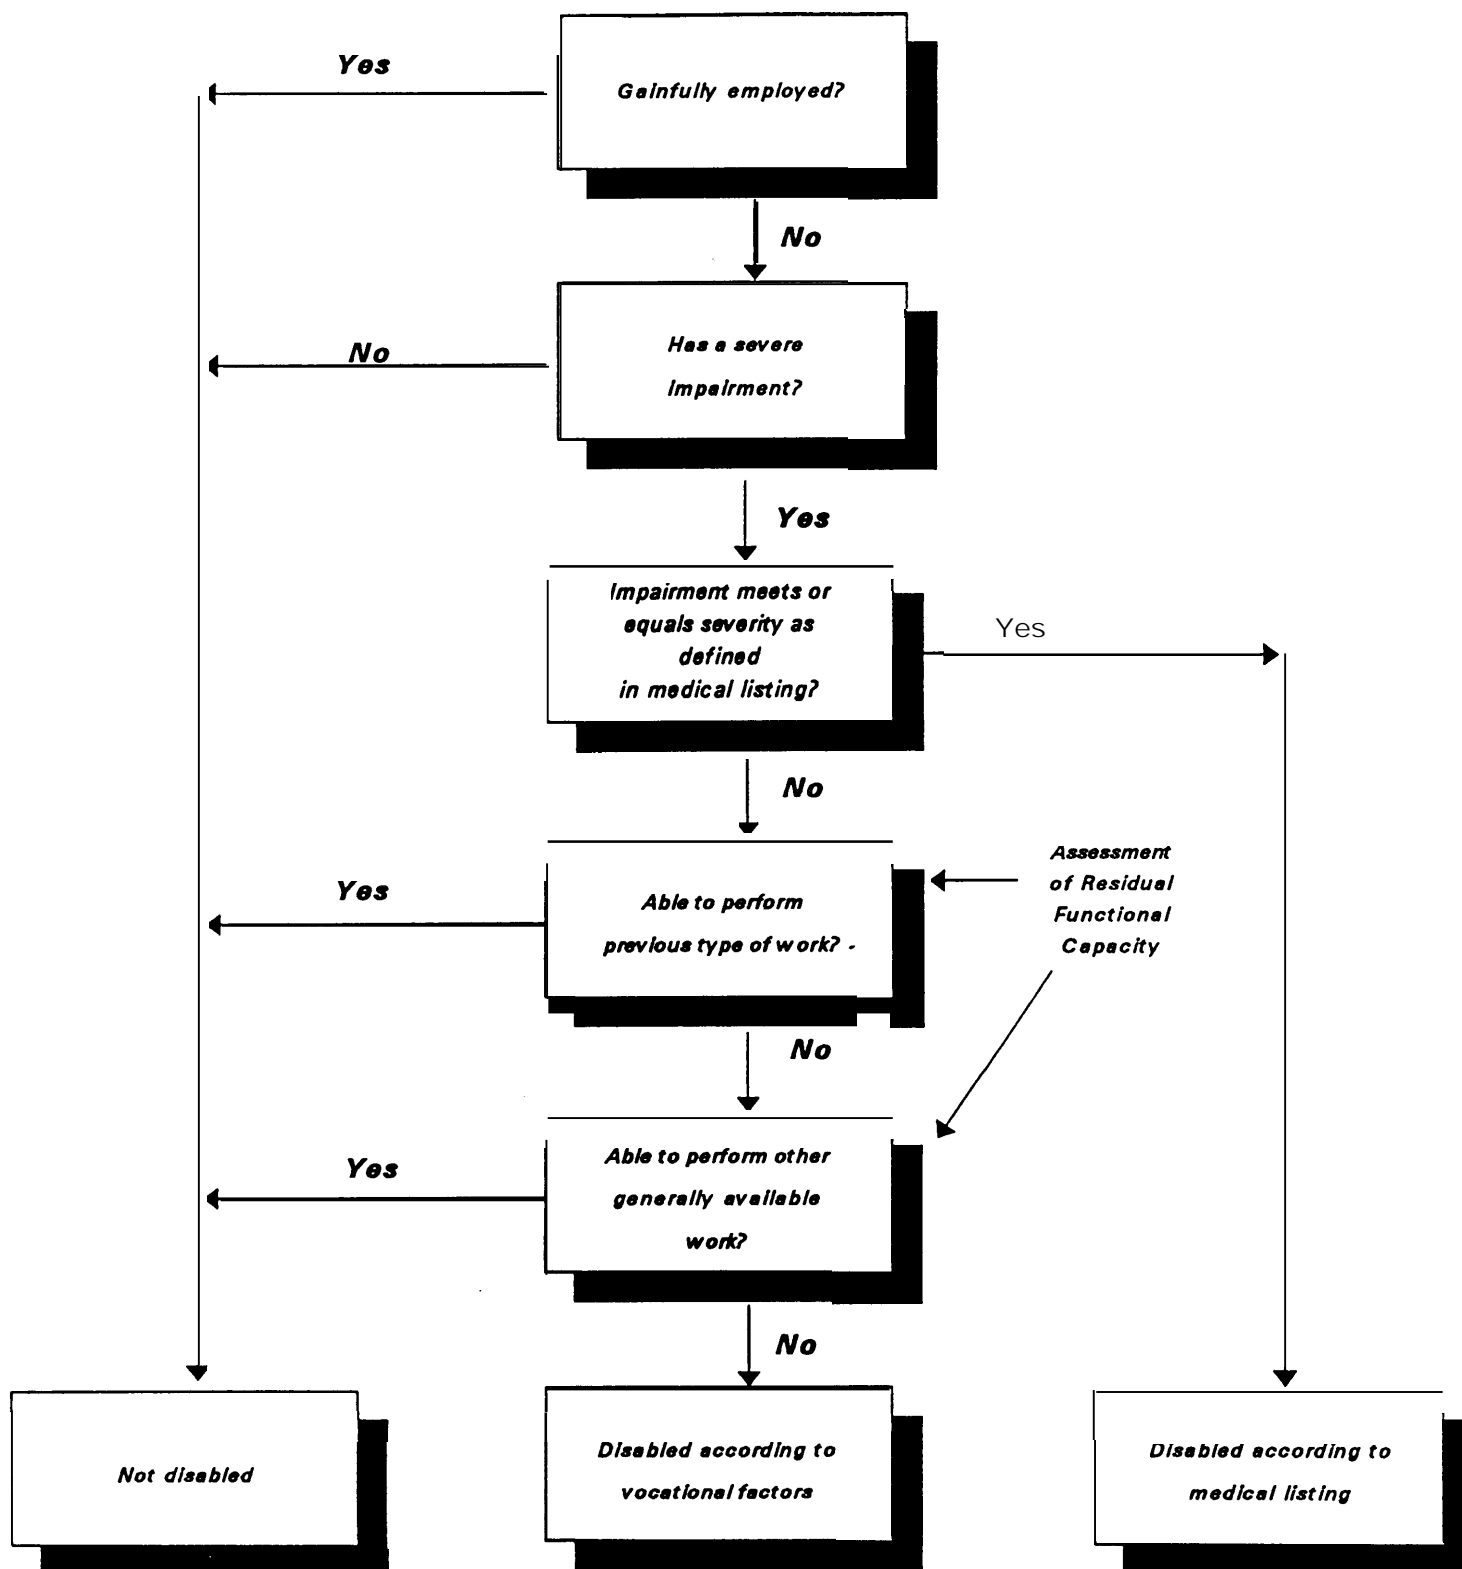 Yes
Gainfully employed?
No
No
Has a severe
impairment?
Yes
Impairment meets or
equals severity as
defined
in medical listing?
Yes
No
Yes
Able to perform
previous type of work?
Assessment
of Residual
Functional
Capacity
No
Yes
Able to perform other
generally available
work?
No
Not disabled
Disabled according to
vocational factors
Disabled according to
medical listing